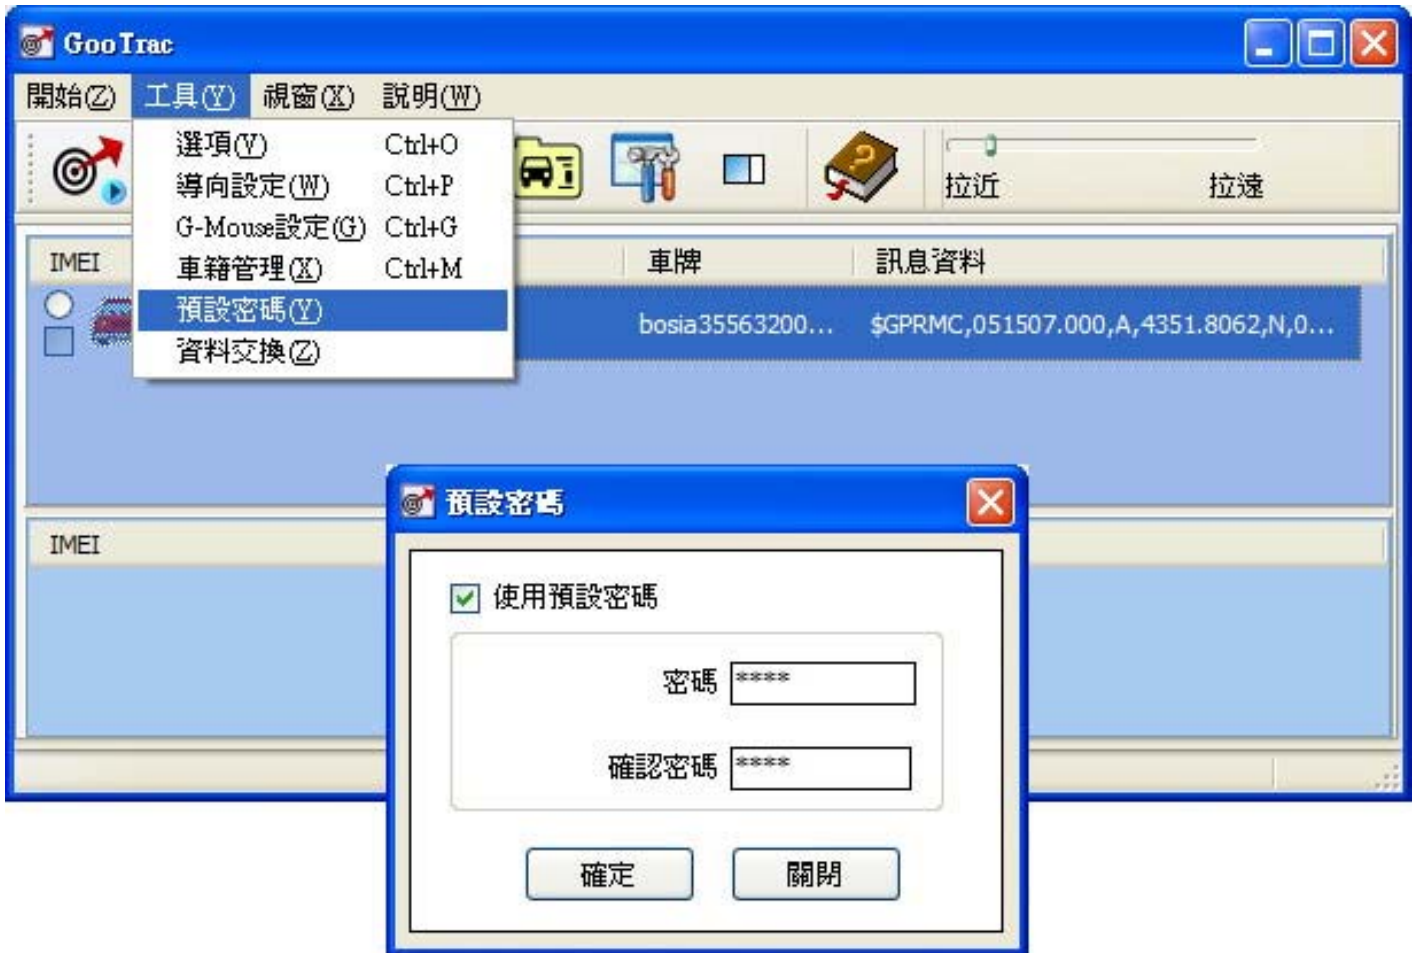 GooTrac
開始(Z) 工具(Y) 視窗(X) 說明(W)
選項(V) Ctrl+O
導向設定(W) Ctrl+P
G-Mouse設定(G) Ctrl+G
車籍管理(X) Ctrl+M
預設密碼(Y)
資料交換(Z)
拉近 拉遠
IMEI 車牌 訊息資料
bosia35563200... $GPRMC,051507.000,A,4351.8062,N,0...
IMEI
預設密碼
使用預設密碼
密碼 ****
確認密碼 ****
確定 關閉